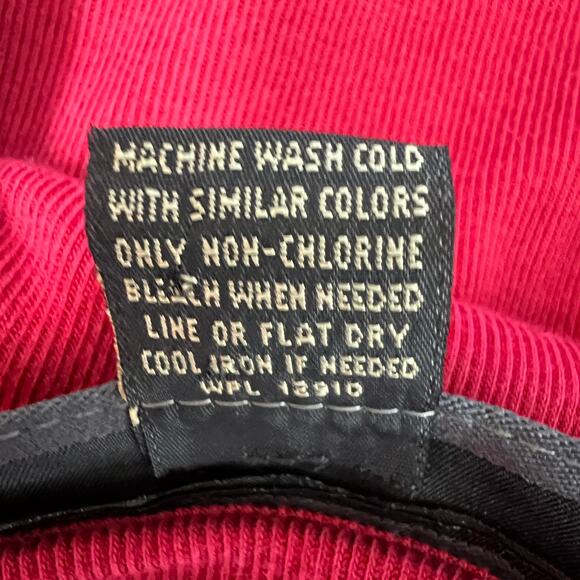 MACHINE WASH COLD
WITH SIMILAR COLORS
ONLY NON-CHLORINE
BLEACH WHEN NEEDED
LINE OR FLAT DRY
COOL IRON IF NEEDED
WPL 12910